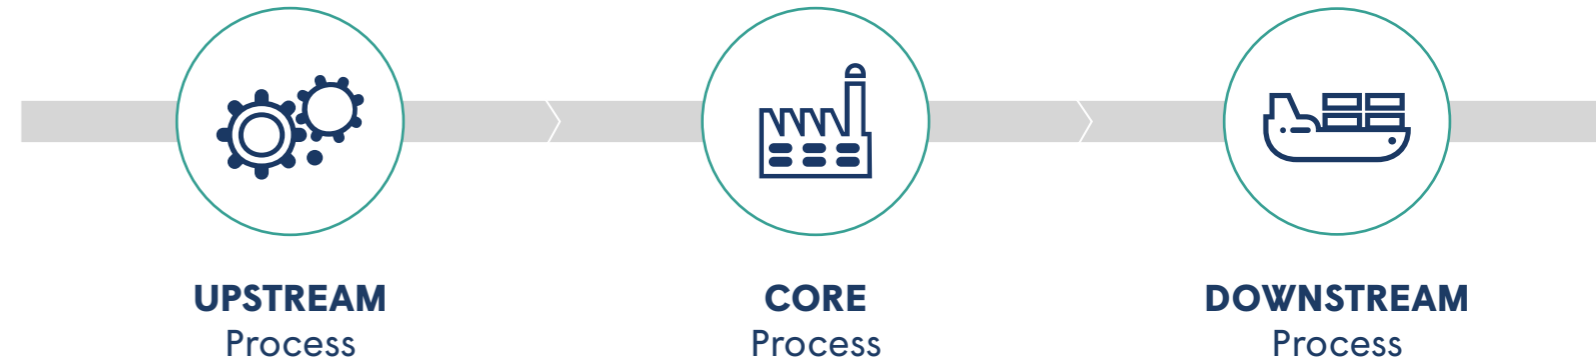 UPSTREAM
Process
CORE
Process
DOWNSTREAM
Process